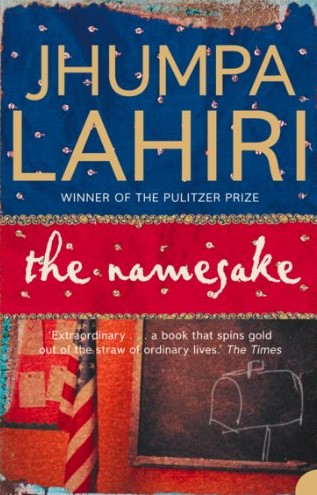 JHUMPA
LAHIRI
WINNER OF THE PULITZER PRIZE
the namesake
'Extraordinary . . . a book that spins gold
out of the straw of ordinary lives.' The Times